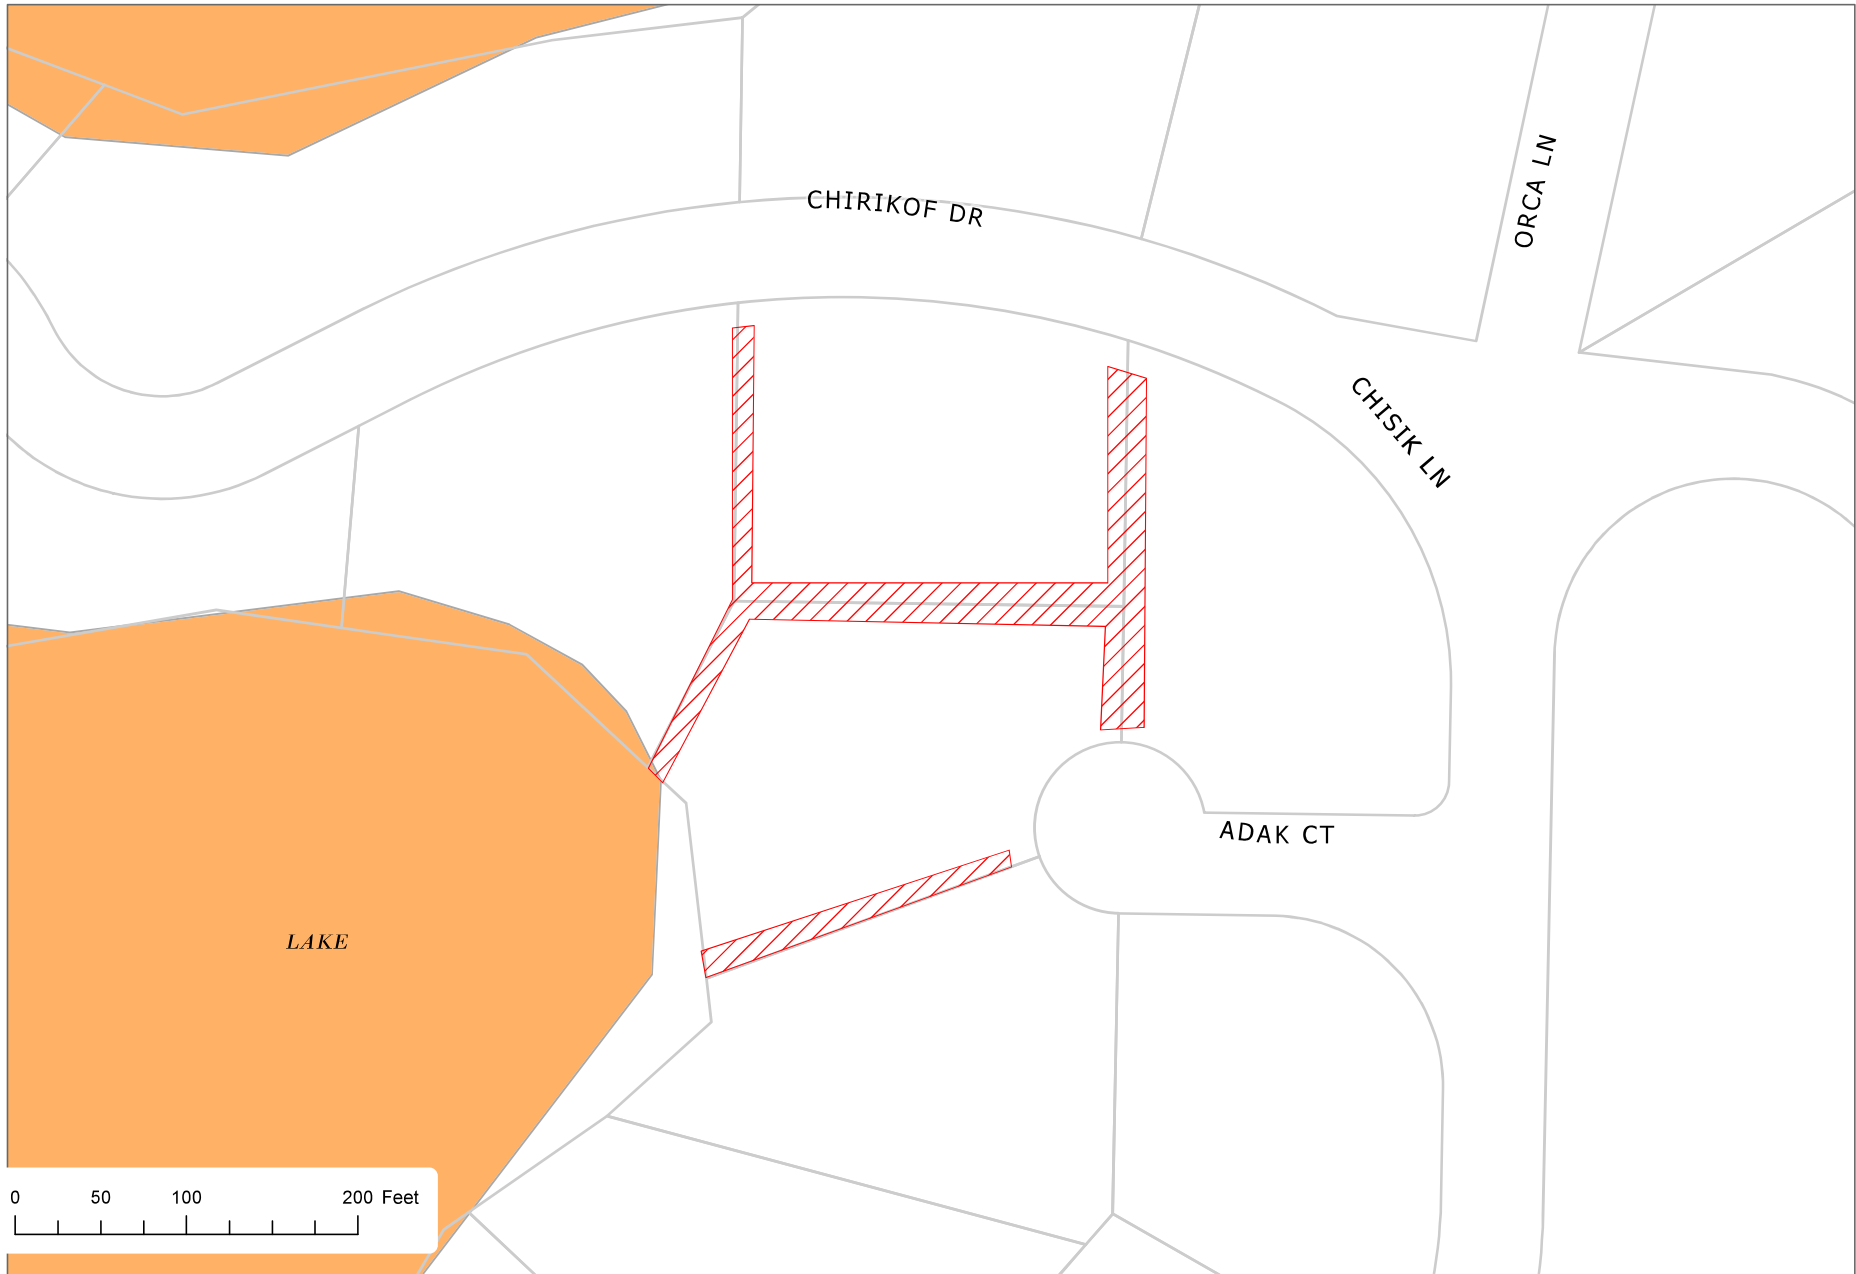 ORCA LN
CHIRIKOF DR
CHISIK LN
ADAK CT
LAKE
0 50 100 200 Feet